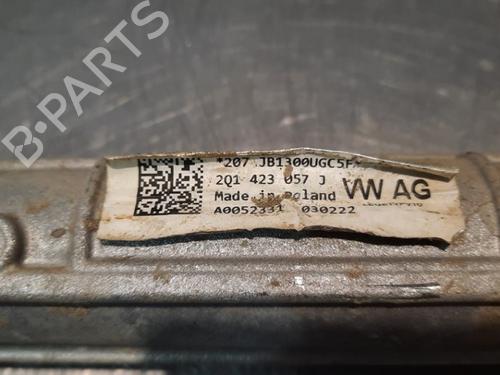 *207 JB1300UGC5F
2Q1 423 057 J
Made in Poland
VW AG
A0052331 030222
B-PARTS